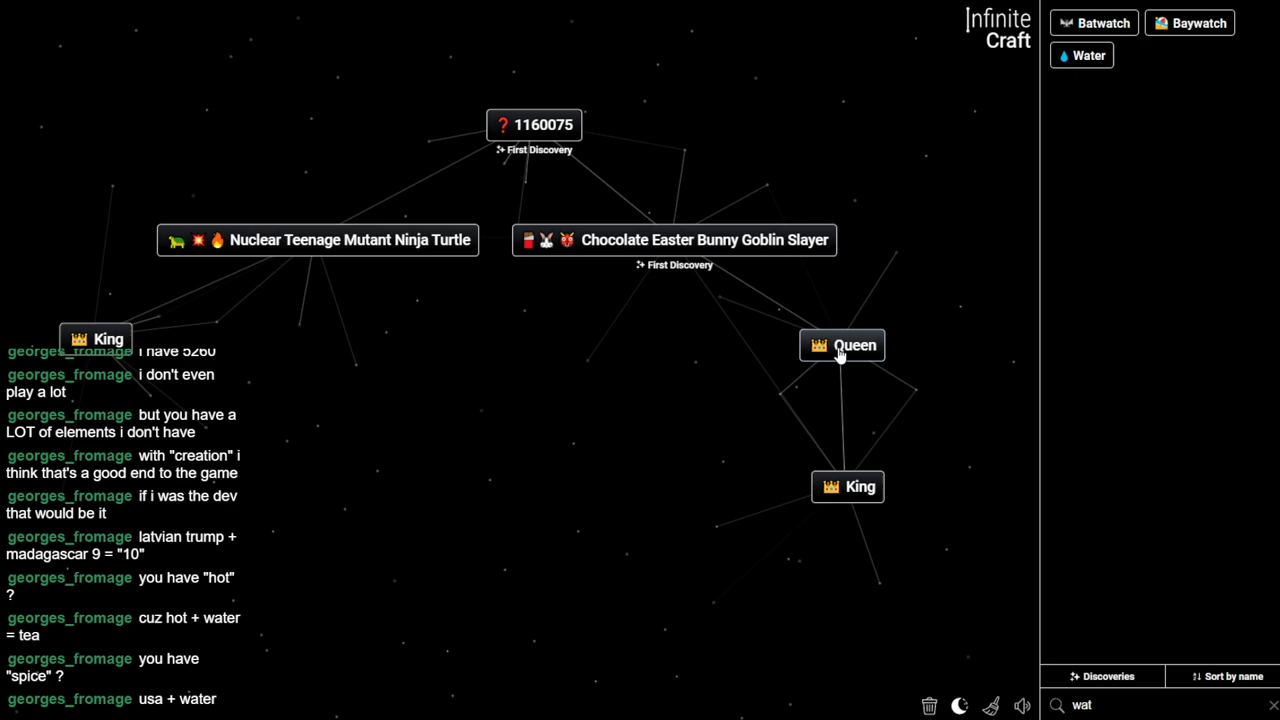 Infinite
Craft
Batwatch
Baywatch
Water
1160075
First Discovery
Nuclear Teenage Mutant Ninja Turtle
Chocolate Easter Bunny Goblin Slayer
First Discovery
King
Queen
King
georges_fromage i have 5260
georges_fromage i don't even
play a lot
georges_fromage but you have a
LOT of elements i don't have
georges_fromage with "creation" i
think that's a good end to the game
georges_fromage if i was the dev
that would be it
georges_fromage latvian trump +
madagascar 9 = "10"
georges_fromage you have "hot"
?
georges_fromage cuz hot + water
= tea
georges_fromage you have
"spice" ?
georges_fromage usa + water
Discoveries
Sort by name
wat